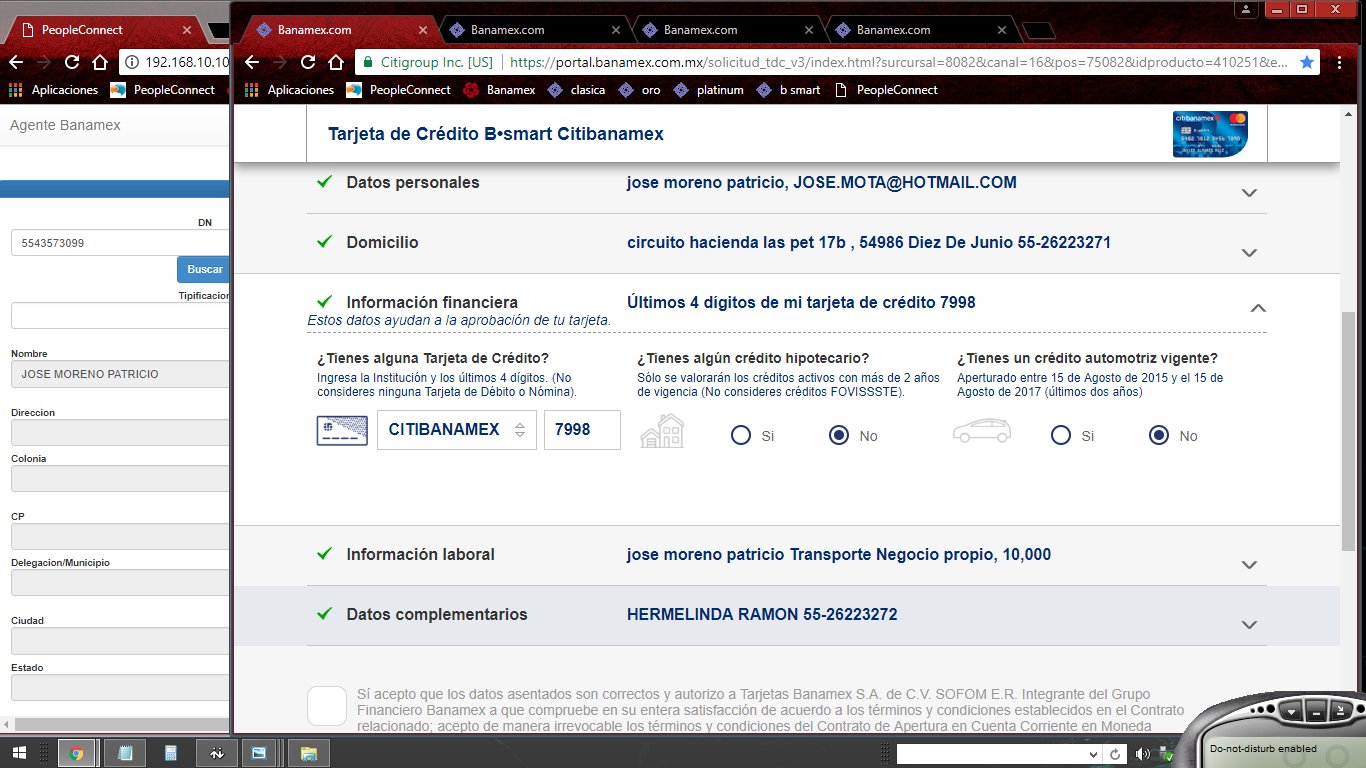 PeopleConnect
Banamex.com
Banamex.com
Banamex.com
Banamex.com
192.168.10.10
Citigroup Inc. [US]
https://portal.banamex.com.mx/solicitud_tdc_v3/index.html?surcursal=8082&canal=16&pos=75082&idproducto=410251&e...
Aplicaciones
PeopleConnect
Aplicaciones
PeopleConnect
Banamex
clasica
oro
platinum
b smart
PeopleConnect
Agente Banamex
DN
5543573099
Buscar
Tipificacion
Nombre
JOSE MORENO PATRICIO
Direccion
Colonia
CP
Delegacion/Municipio
Ciudad
Estado
Tarjeta de Crédito B•smart Citibanamex
citibanamex
Datos personales
jose moreno patricio, JOSE.MOTA@HOTMAIL.COM
Domicilio
circuito hacienda las pet 17b , 54986 Diez De Junio 55-26223271
Información financiera
Últimos 4 dígitos de mi tarjeta de crédito 7998
Estos datos ayudan a la aprobación de tu tarjeta.
¿Tienes alguna Tarjeta de Crédito?
Ingresa la Institución y los últimos 4 dígitos. (No
consideres ninguna Tarjeta de Débito o Nómina).
CITIBANAMEX
7998
¿Tienes algún crédito hipotecario?
Sólo se valorarán los créditos activos con más de 2 años
de vigencia (No consideres créditos FOVISSSTE).
Si
No
¿Tienes un crédito automotriz vigente?
Aperturado entre 15 de Agosto de 2015 y el 15 de
Agosto de 2017 (últimos dos años)
Si
No
Información laboral
jose moreno patricio Transporte Negocio propio, 10,000
Datos complementarios
HERMELINDA RAMON 55-26223272
Sí acepto que los datos asentados son correctos y autorizo a Tarjetas Banamex S.A. de C.V. SOFOM E.R. Integrante del Grupo
Financiero Banamex a que compruebe en su entera satisfacción de acuerdo a los términos y condiciones establecidos en el Contrato
relacionado; acepto de manera irrevocable los términos y condiciones del Contrato de Apertura en Cuenta Corriente en Moneda
Do-not-disturb enabled